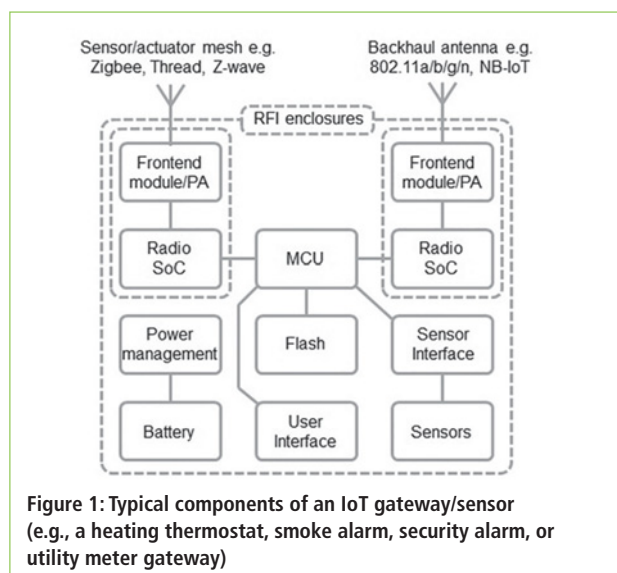 Sensor/actuator mesh e.g.
Zigbee, Thread, Z-wave
Backhaul antenna e.g.
802.11a/b/g/n, NB-IoT
RFI enclosures
Frontend
module/PA
Frontend
module/PA
Radio
SoC
MCU
Radio
SoC
Power
management
Flash
Sensor
Interface
Battery
User
Interface
Sensors
Figure 1: Typical components of an IoT gateway/sensor
(e.g., a heating thermostat, smoke alarm, security alarm, or
utility meter gateway)